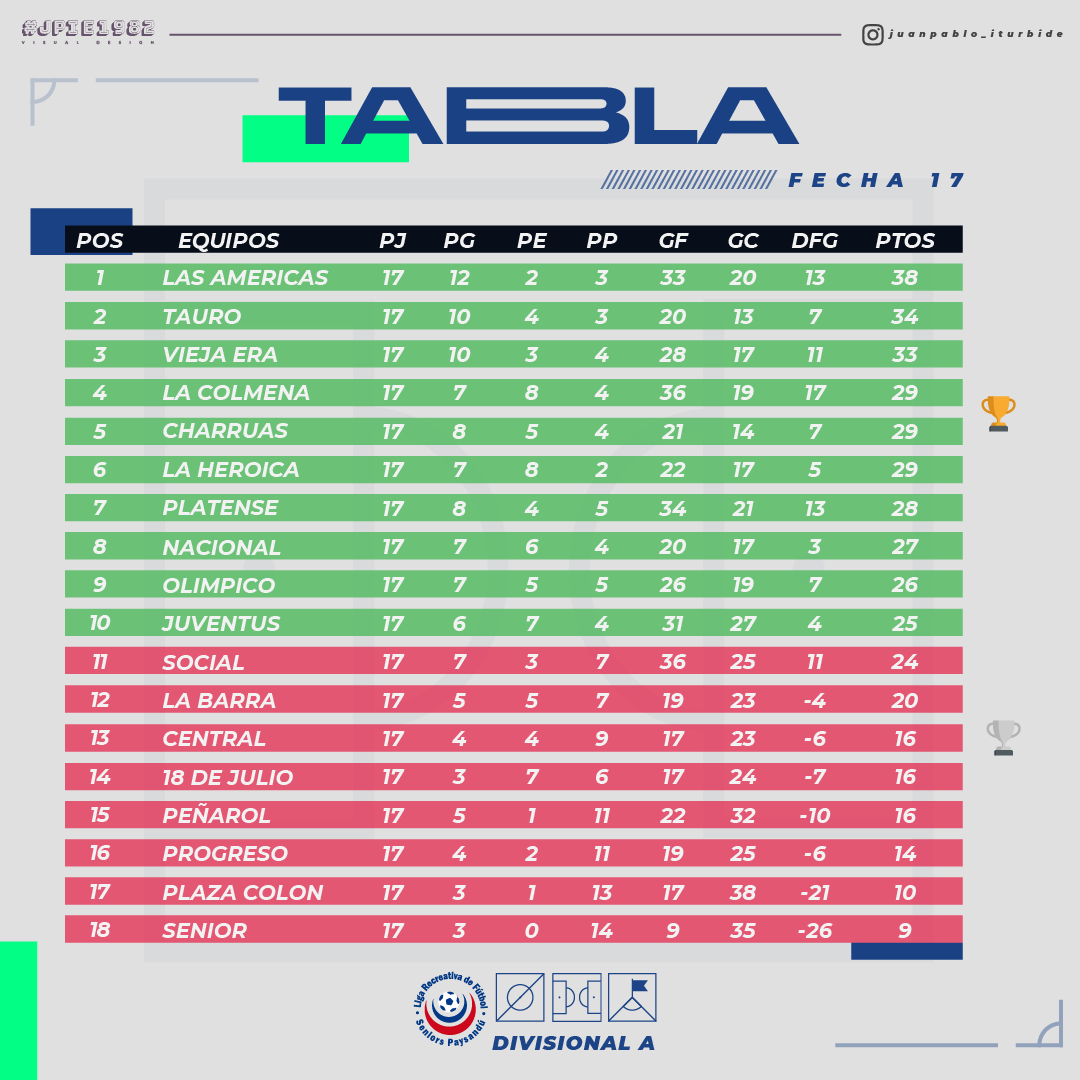 #JPIE1982
VISUAL DESIGN
juanpablo_iturbide
TABLA
FECHA 17
POS EQUIPOS PJ PG PE PP GF GC DFG PTOS
1 LAS AMERICAS 17 12 2 3 33 20 13 38
2 TAURO 17 10 4 3 20 13 7 34
3 VIEJA ERA 17 10 3 4 28 17 11 33
4 LA COLMENA 17 7 8 4 36 19 17 29
5 CHARRUAS 17 8 5 4 21 14 7 29
6 LA HEROICA 17 7 8 2 22 17 5 29
7 PLATENSE 17 8 4 5 34 21 13 28
8 NACIONAL 17 7 6 4 20 17 3 27
9 OLIMPICO 17 7 5 5 26 19 7 26
10 JUVENTUS 17 6 7 4 31 27 4 25
11 SOCIAL 17 7 3 7 36 25 11 24
12 LA BARRA 17 5 5 7 19 23 -4 20
13 CENTRAL 17 4 4 9 17 23 -6 16
14 18 DE JULIO 17 3 7 6 17 24 -7 16
15 PEÑAROL 17 5 1 11 22 32 -10 16
16 PROGRESO 17 4 2 11 19 25 -6 14
17 PLAZA COLON 17 3 1 13 17 38 -21 10
18 SENIOR 17 3 0 14 9 35 -26 9
Liga Recreativa de Fútbol
Seniors Paysandú
DIVISIONAL A